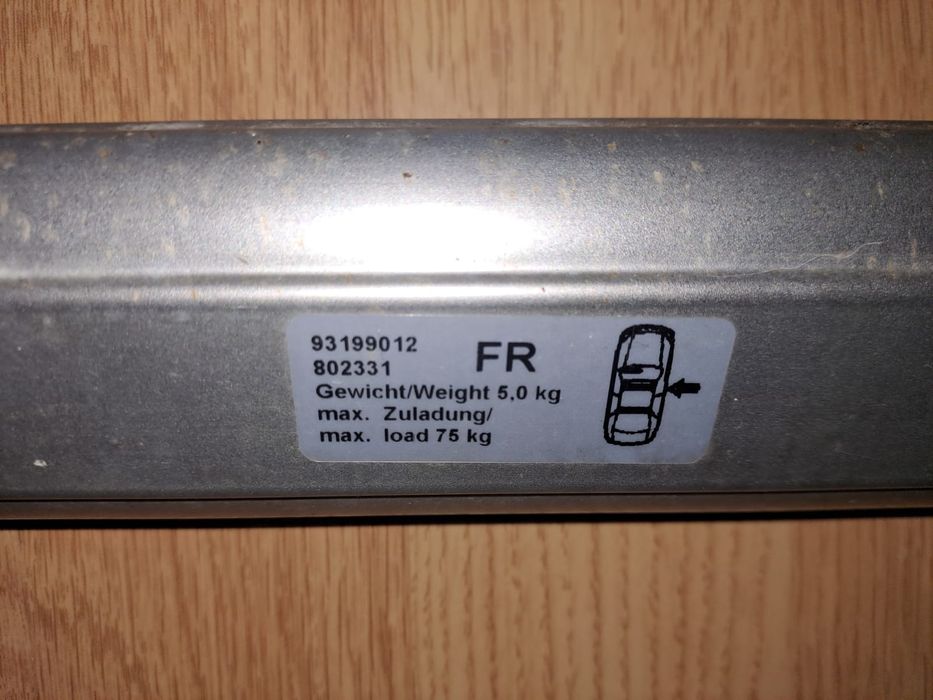 93199012
802331
FR
Gewicht/Weight 5,0 kg
max. Zuladung/
max. load 75 kg